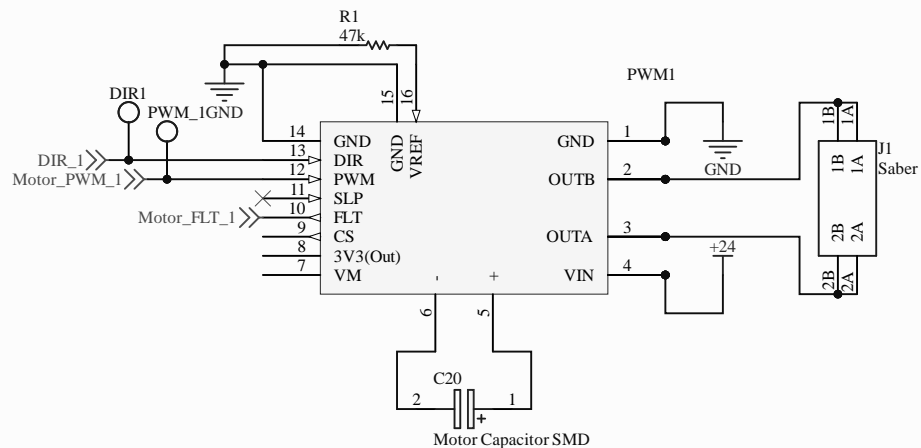 R1
47k
PWM1
DIR1
PWM_1
GND
15
16
GND
VREF
14
GND
GND
1
GND
DIR_1
13
DIR
Motor_PWM_1
12
PWM
OUTB
2
11
SLP
Motor_FLT_1
10
FLT
9
CS
OUTA
3
8
3V3(Out)
+24
7
VM
-
+
VIN
4
1B
1A
J1
Saber
1B
1A
2B
2A
2B
2A
6
5
C20
2
1
+
Motor Capacitor SMD